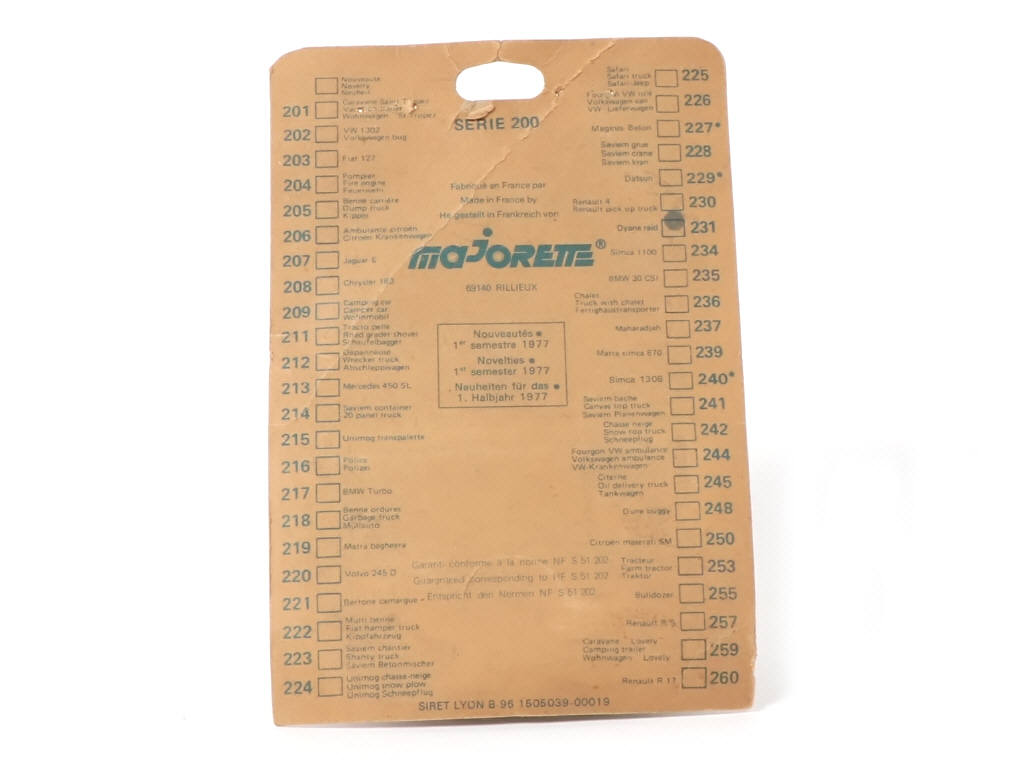 Nouveauté
Novelty
Neuheit
201 Caravane Saint Tropez
Wohnwagen St Tropez
202 VW 1302
Volkswagen bug
203 Fiat 127
204 Pompier
Fire engine
Feuerwehr
205 Benne carrière
Dump truck
Kipper
206 Ambulance citroën
Citroën Krankenwagen
207 Jaguar E
208 Chrysler 183
209 Camping car
Camper car
Wohnmobil
211 Tracto pelle
Road grader shover
Schaufelbagger
212 Dépanneuse
Wrecker truck
Abschleppwagen
213 Mercedes 450 SL
214 Saviem container
20 panel truck
215 Unimog transpalette
216 Police
Polizei
217 BMW Turbo
218 Benne ordures
Garbage truck
Müllauto
219 Matra bagheera
220 Volvo 245 D
221 Bertone camargue
222 Multi benne
Fiat hamper truck
Kippfahrzeug
223 Saviem chantier
Shanty truck
Saviem Betonmischer
224 Unimog chasse-neige
Unimog snow plow
Unimog Schneepflug
SERIE 200
Fabriqué en France par
Made in France by
Hergestellt in Frankreich von
MAJORETTE®
69140 RILLIEUX
Nouveautés •
1er semestre 1977
Novelties •
1st semester 1977
Neuheiten für das •
1. Halbjahr 1977
Garanti conforme à la norme NF S 51 202
Guaranteed corresponding to NF S 51 202
Entspricht den Normen NF S 51 202
Safari
Safari truck 225
Safari-Jeep
Fourgon VW
Volkswagen van 226
VW Lieferwagen
Magirus Beton 227•
Saviem grue
Saviem crane 228
Saviem kran
Datsun 229•
Renault 4 230
Renault pick up truck
Dyane raid 231
Simca 1100 234
BMW 30 CSI 235
Chalet
Truck with chalet 236
Fertighaustransporter
Maharadjah 237
Matra simca 670 239
Simca 1308 240•
Saviem bache
Canvas top truck 241
Saviem Planenwagen
Chasse neige
Snow top truck 242
Schneepflug
Fourgon VW ambulance
Volkswagen ambulance 244
VW-Krankenwagen
Citerne
Oil delivery truck 245
Tankwagen
Dune buggy 248
Citroën maserati SM 250
Tracteur
Farm tractor 253
Traktor
Bulldozer 255
Renault R 5 257
Caravane Lovely
Camping trailer 259
Wohnwagen Lovely
Renault R 17 260
SIRET LYON B 96 1505039-00019